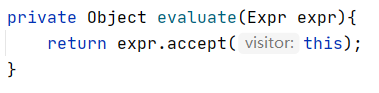 private Object evaluate(Expr expr){
    return expr.accept( visitor: this);
}